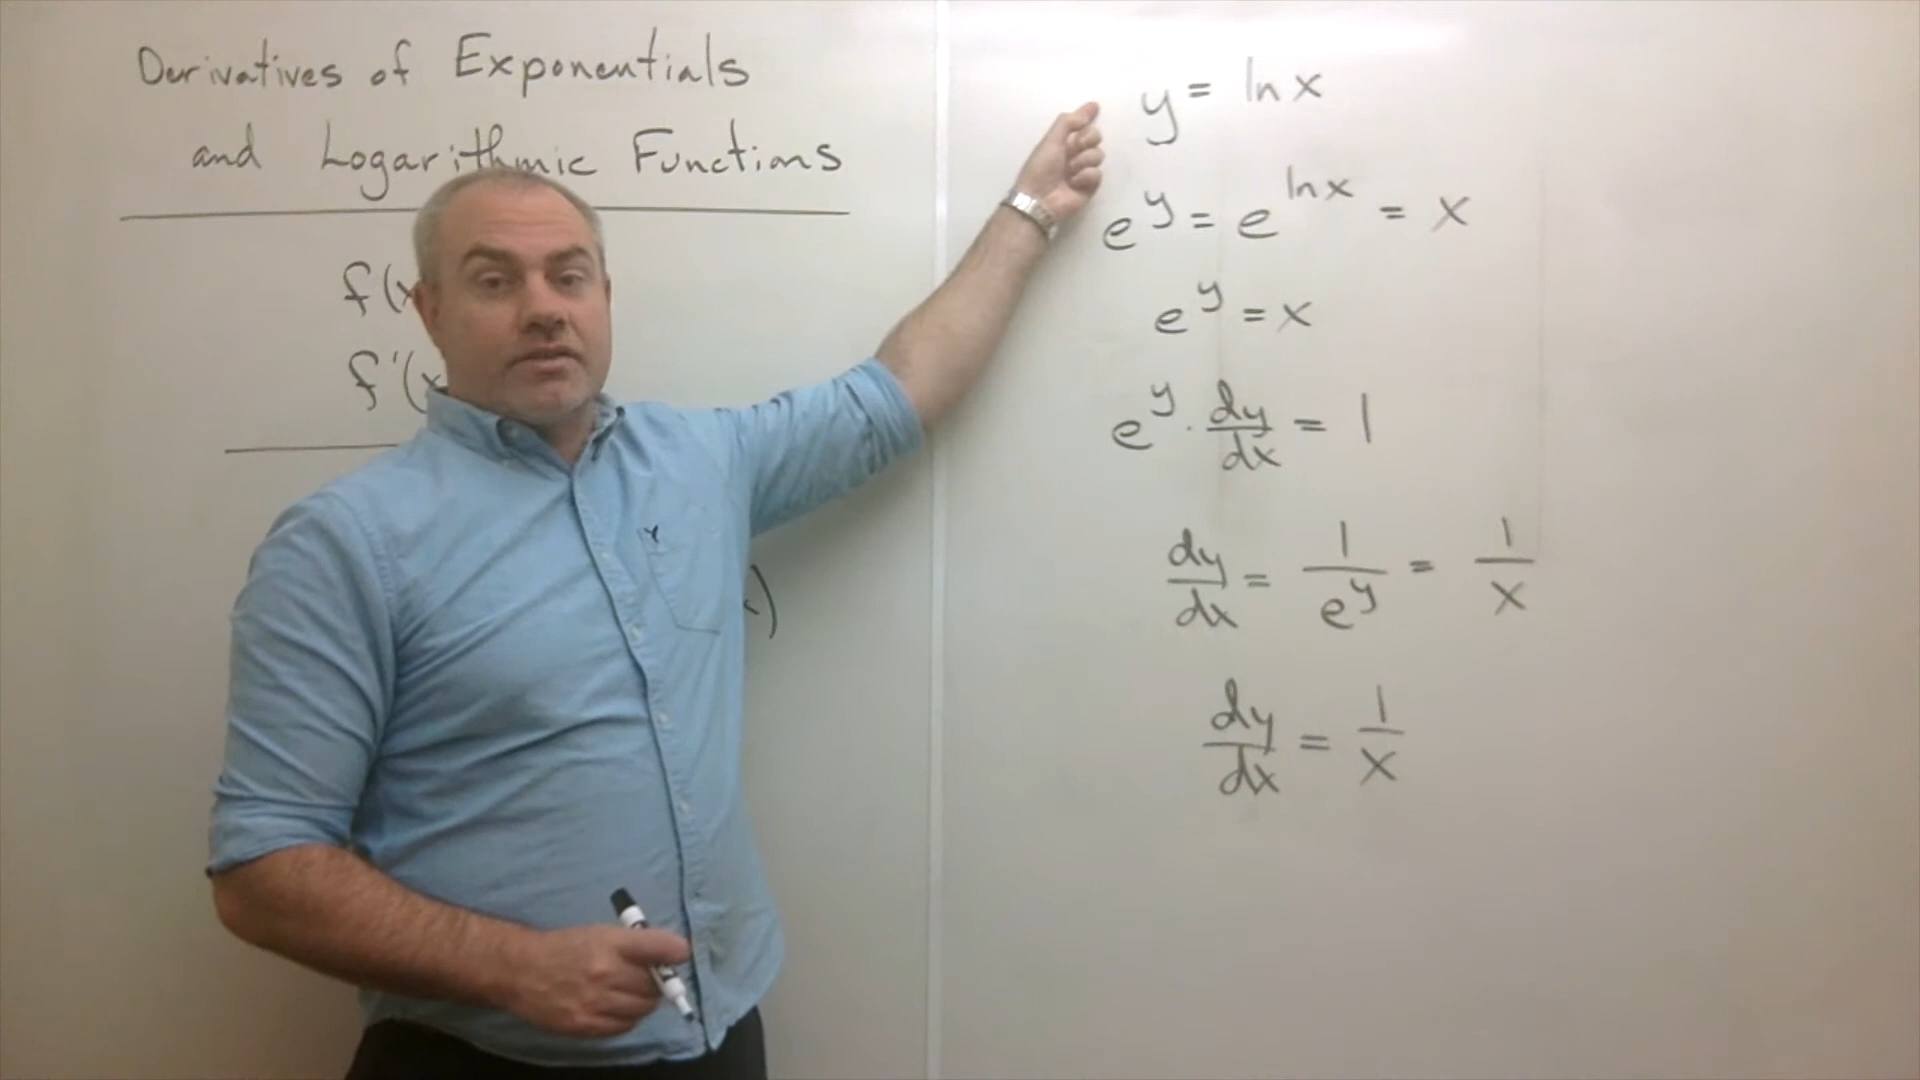 Derivatives of Exponentials
and Logarithmic Functions
f(x
f'(x
x)
y = ln x
e^y = e^{ln x} = x
e^y = x
e^y · dy/dx = 1
dy/dx = 1/e^y = 1/x
dy/dx = 1/x